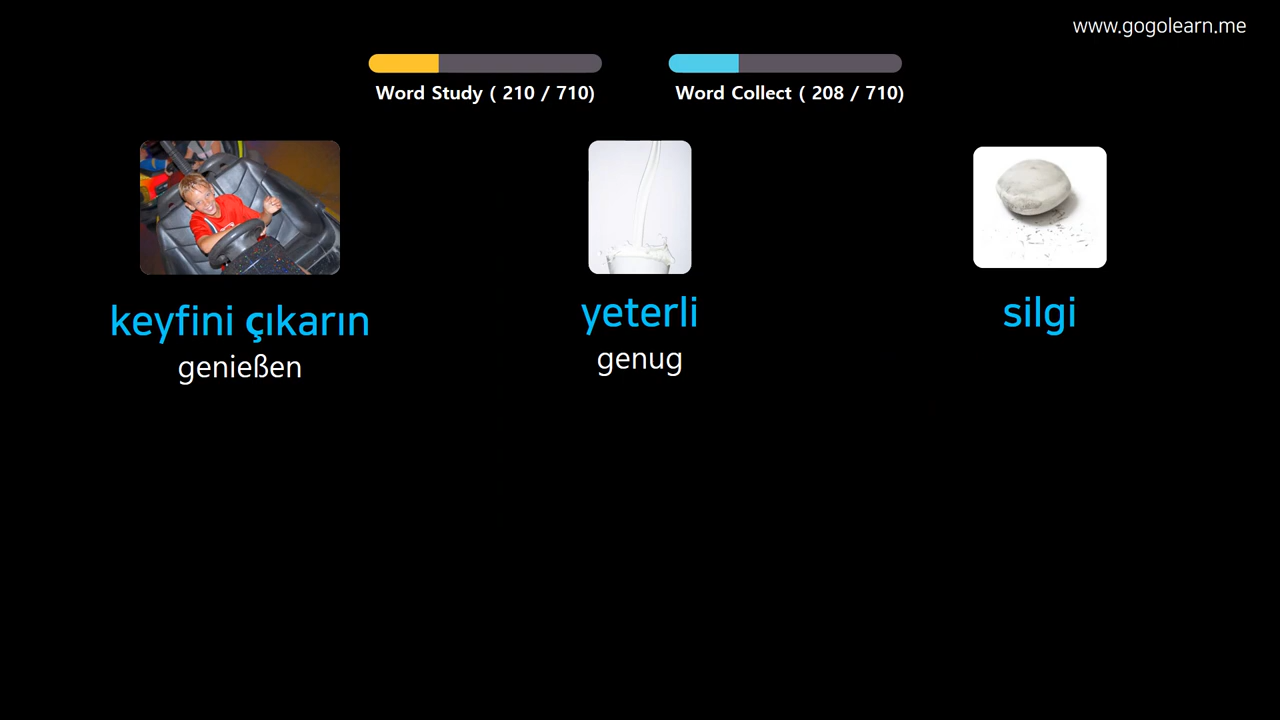 www.gogolearn.me
Word Study ( 210 / 710)
Word Collect ( 208 / 710)
keyfini çıkarın
genießen
yeterli
genug
silgi